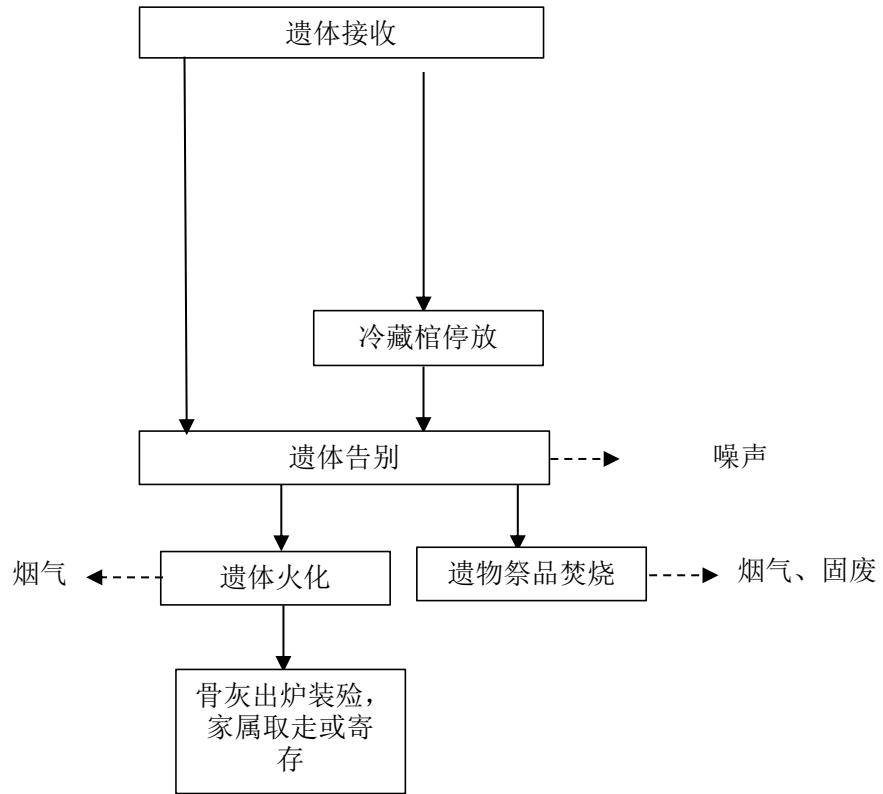 遗体接收
冷藏棺停放
遗体告别
噪声
烟气
遗体火化
遗物祭品焚烧
烟气、固废
骨灰出炉装殓，
家属取走或寄
存